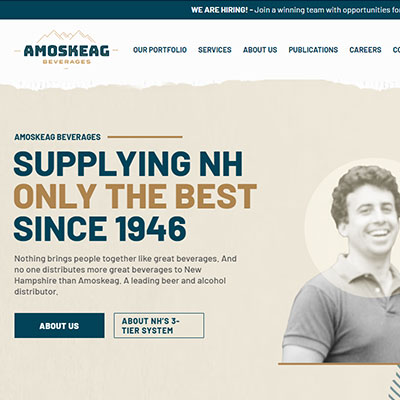 WE ARE HIRING! - Join a winning team with opportunities for
AMOSKEAG
BEVERAGES
OUR PORTFOLIO SERVICES ABOUT US PUBLICATIONS CAREERS CO
AMOSKEAG BEVERAGES
SUPPLYING NH
ONLY THE BEST
SINCE 1946
Nothing brings people together like great beverages. And
no one distributes more great beverages to New
Hampshire than Amoskeag. A leading beer and alcohol
distributor.
ABOUT US
ABOUT NH'S 3-
TIER SYSTEM